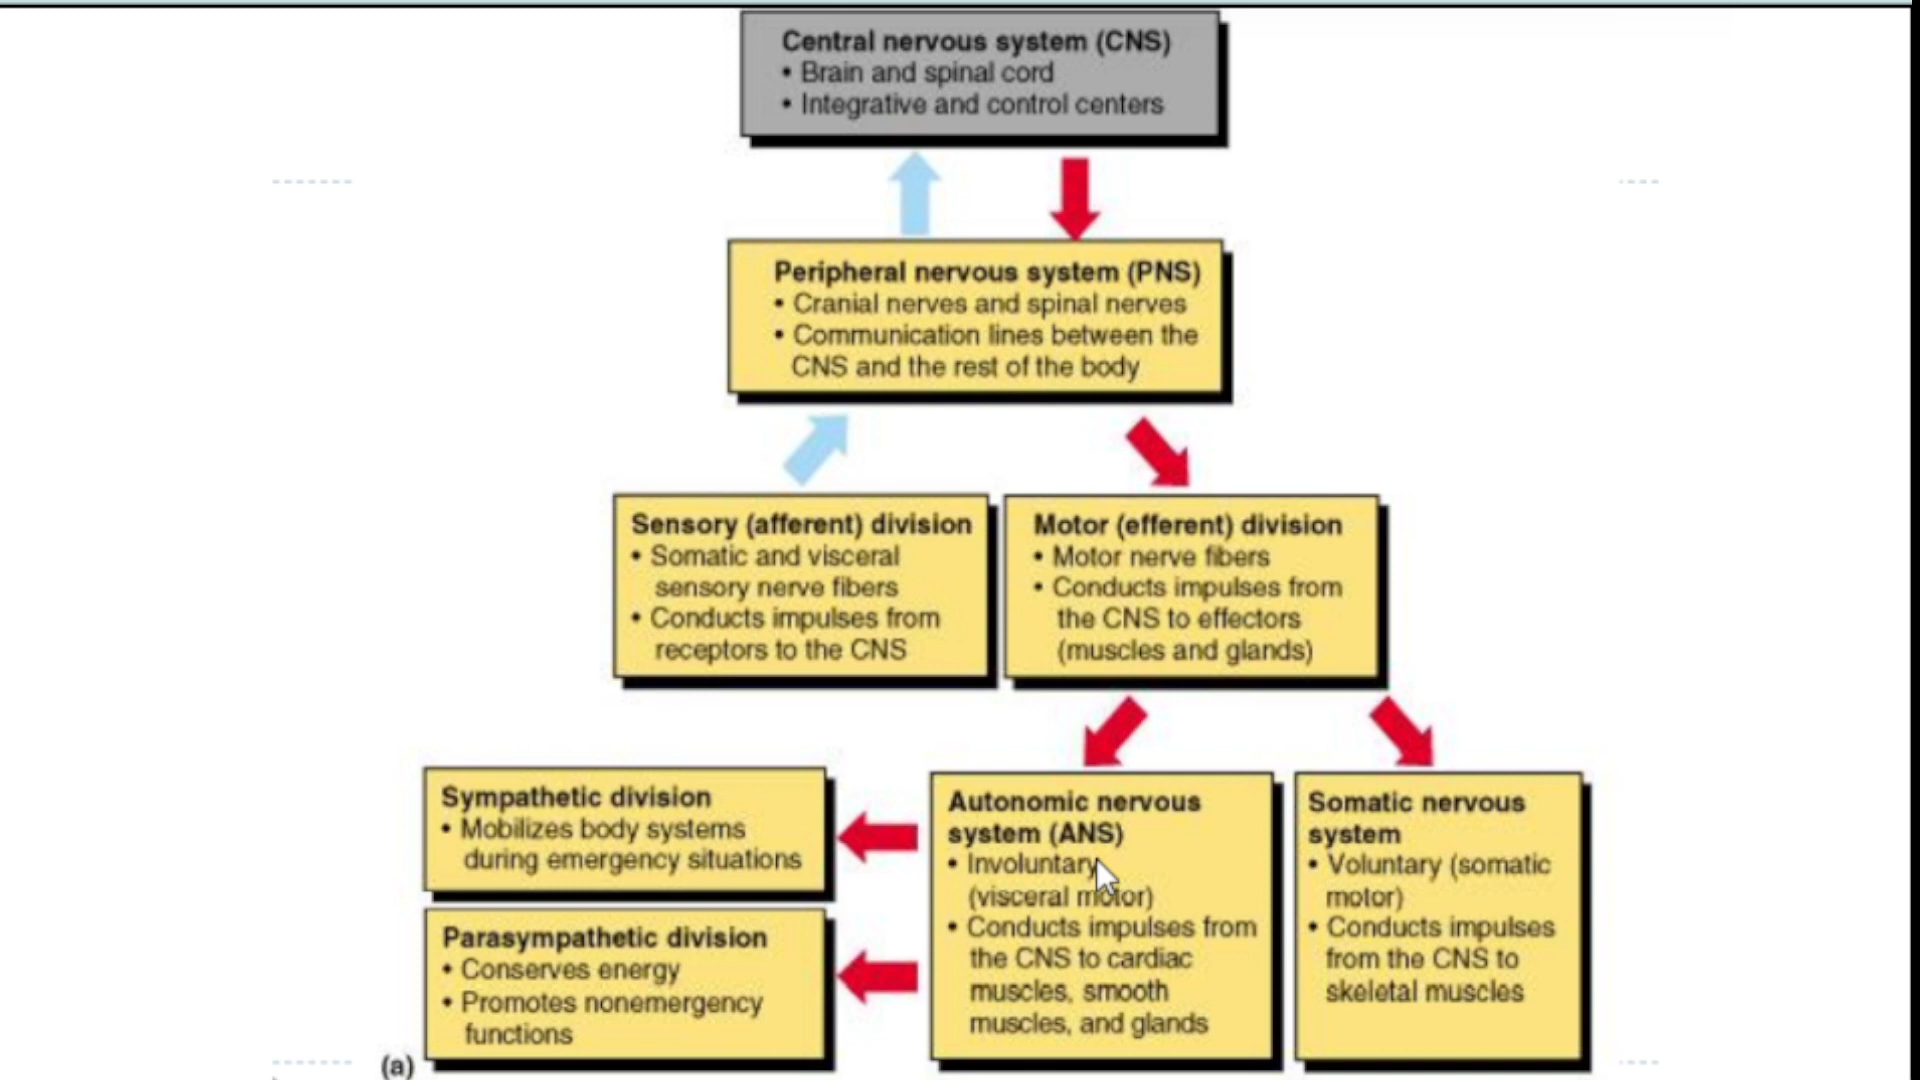 Central nervous system (CNS)
• Brain and spinal cord
• Integrative and control centers
Peripheral nervous system (PNS)
• Cranial nerves and spinal nerves
• Communication lines between the
CNS and the rest of the body
Sensory (afferent) division
• Somatic and visceral
sensory nerve fibers
• Conducts impulses from
receptors to the CNS
Motor (efferent) division
• Motor nerve fibers
• Conducts impulses from
the CNS to effectors
(muscles and glands)
Sympathetic division
• Mobilizes body systems
during emergency situations
Parasympathetic division
• Conserves energy
• Promotes nonemergency
functions
Autonomic nervous
system (ANS)
• Involuntary
(visceral motor)
• Conducts impulses from
the CNS to cardiac
muscles, smooth
muscles, and glands
Somatic nervous
system
• Voluntary (somatic
motor)
• Conducts impulses
from the CNS to
skeletal muscles
(a)